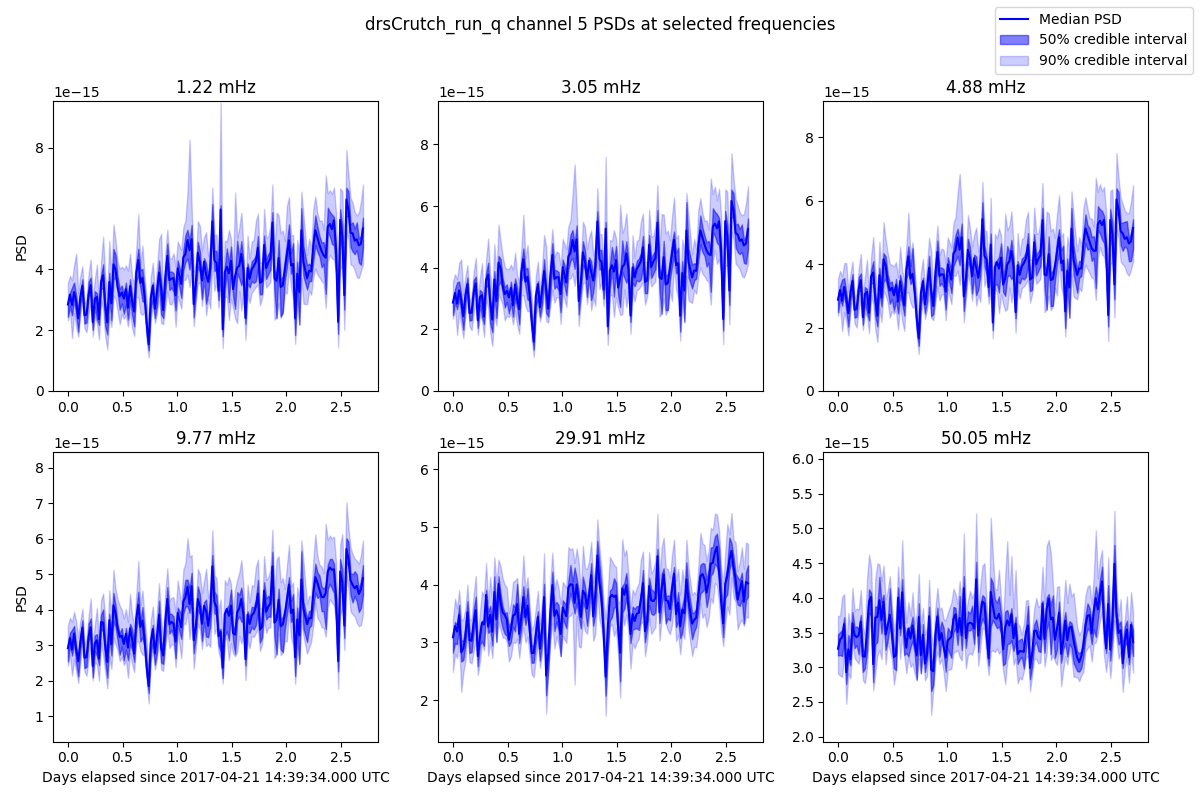 drsCrutch_run_q channel 5 PSDs at selected frequencies
Median PSD
50% credible interval
90% credible interval
1e−15
1.22 mHz
PSD
8
6
4
2
0
0.0 0.5 1.0 1.5 2.0 2.5
1e−15
3.05 mHz
8
6
4
2
0
0.0 0.5 1.0 1.5 2.0 2.5
1e−15
4.88 mHz
8
6
4
2
0
0.0 0.5 1.0 1.5 2.0 2.5
1e−15
9.77 mHz
PSD
8
7
6
5
4
3
2
1
0.0 0.5 1.0 1.5 2.0 2.5
Days elapsed since 2017-04-21 14:39:34.000 UTC
1e−15
29.91 mHz
6
5
4
3
2
0.0 0.5 1.0 1.5 2.0 2.5
Days elapsed since 2017-04-21 14:39:34.000 UTC
1e−15
50.05 mHz
6.0
5.5
5.0
4.5
4.0
3.5
3.0
2.5
2.0
0.0 0.5 1.0 1.5 2.0 2.5
Days elapsed since 2017-04-21 14:39:34.000 UTC